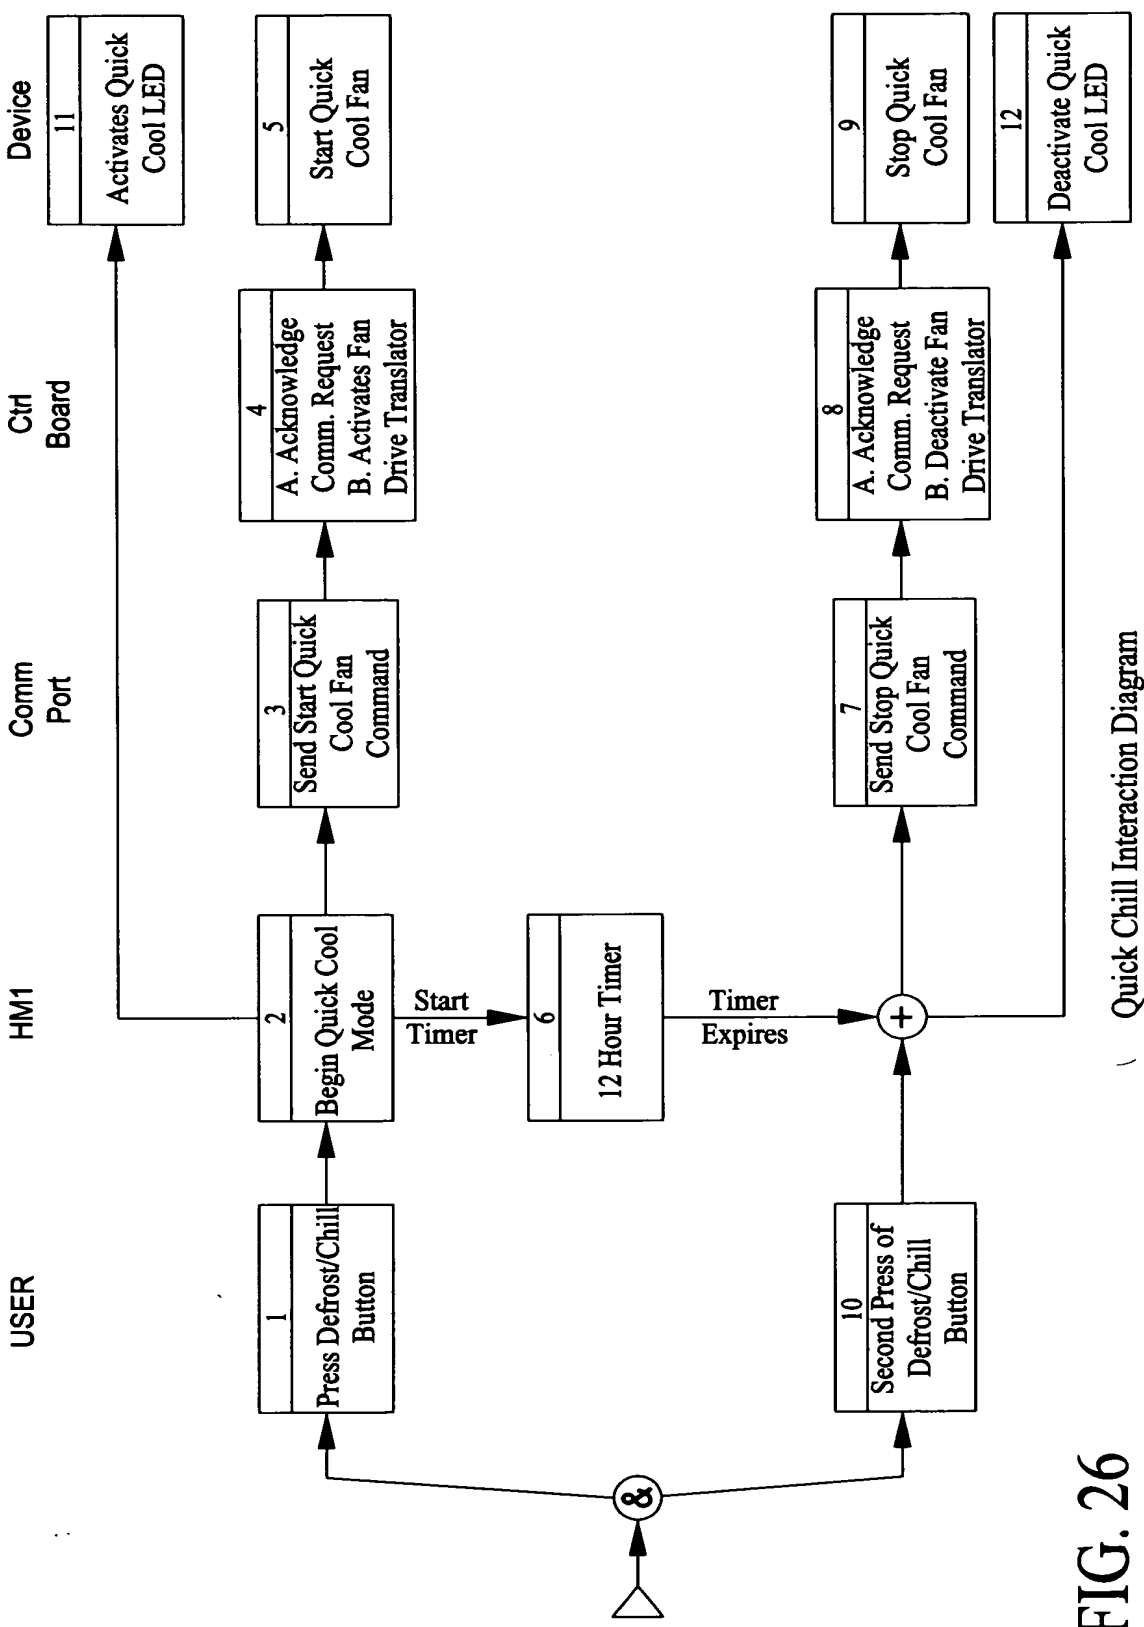 USER
HM1
Comm
Port
Ctrl
Board
Device
11
Activates Quick
Cool LED
1
Press Defrost/Chill
Button
2
Begin Quick Cool
Mode
3
Send Start Quick
Cool Fan
Command
4
A. Acknowledge
Comm. Request
B. Activates Fan
Drive Translator
5
Start Quick
Cool Fan
Start
Timer
6
12 Hour Timer
Timer
Expires
&
+
10
Second Press of
Defrost/Chill
Button
7
Send Stop Quick
Cool Fan
Command
8
A. Acknowledge
Comm. Request
B. Deactivate Fan
Drive Translator
9
Stop Quick
Cool Fan
12
Deactivate Quick
Cool LED
FIG. 26
Quick Chill Interaction Diagram